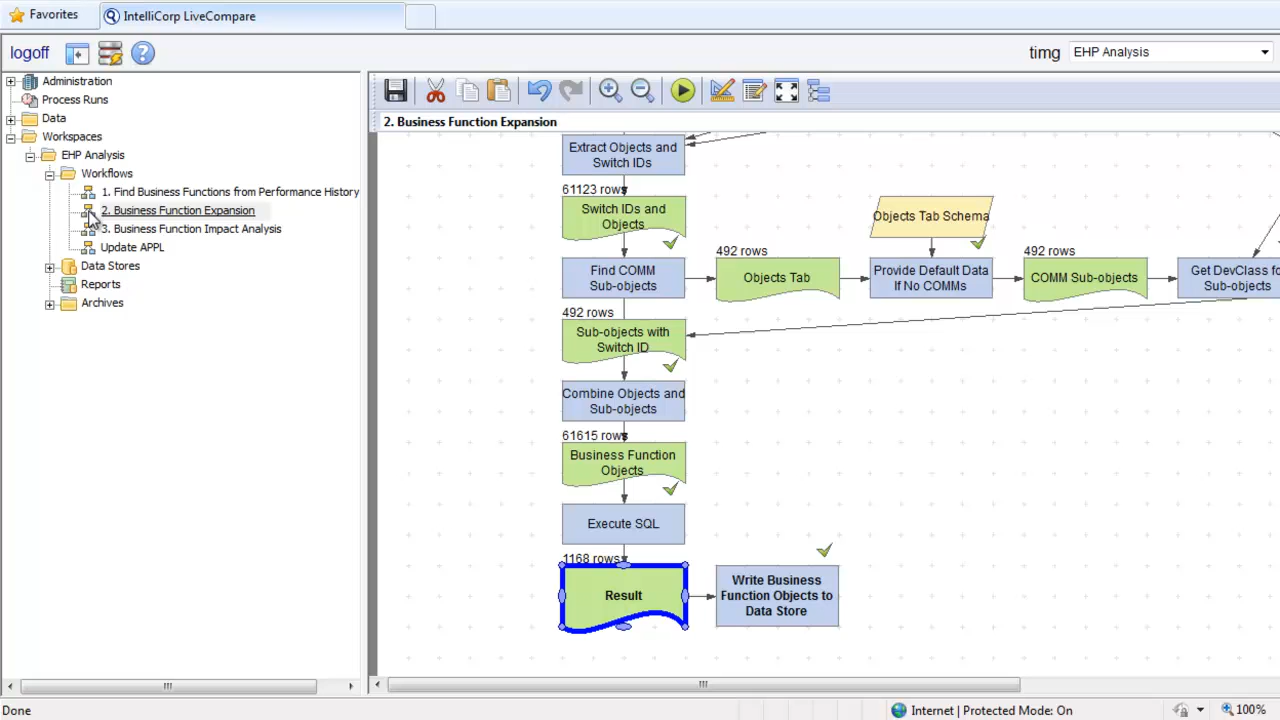 Favorites
IntelliCorp LiveCompare
logoff
timg
EHP Analysis
Administration
Process Runs
Data
Workspaces
EHP Analysis
Workflows
1. Find Business Functions from Performance History
2. Business Function Expansion
3. Business Function Impact Analysis
Update APPL
Data Stores
Reports
Archives
2. Business Function Expansion
Extract Objects and
Switch IDs
61123 rows
Switch IDs and
Objects
Objects Tab Schema
Find COMM
Sub-objects
492 rows
Objects Tab
Provide Default Data
If No COMMs
492 rows
COMM Sub-objects
Get DevClass fo
Sub-objects
492 rows
Sub-objects with
Switch ID
Combine Objects and
Sub-objects
61615 rows
Business Function
Objects
Execute SQL
1168 rows
Result
Write Business
Function Objects to
Data Store
Done
Internet | Protected Mode: On
100%